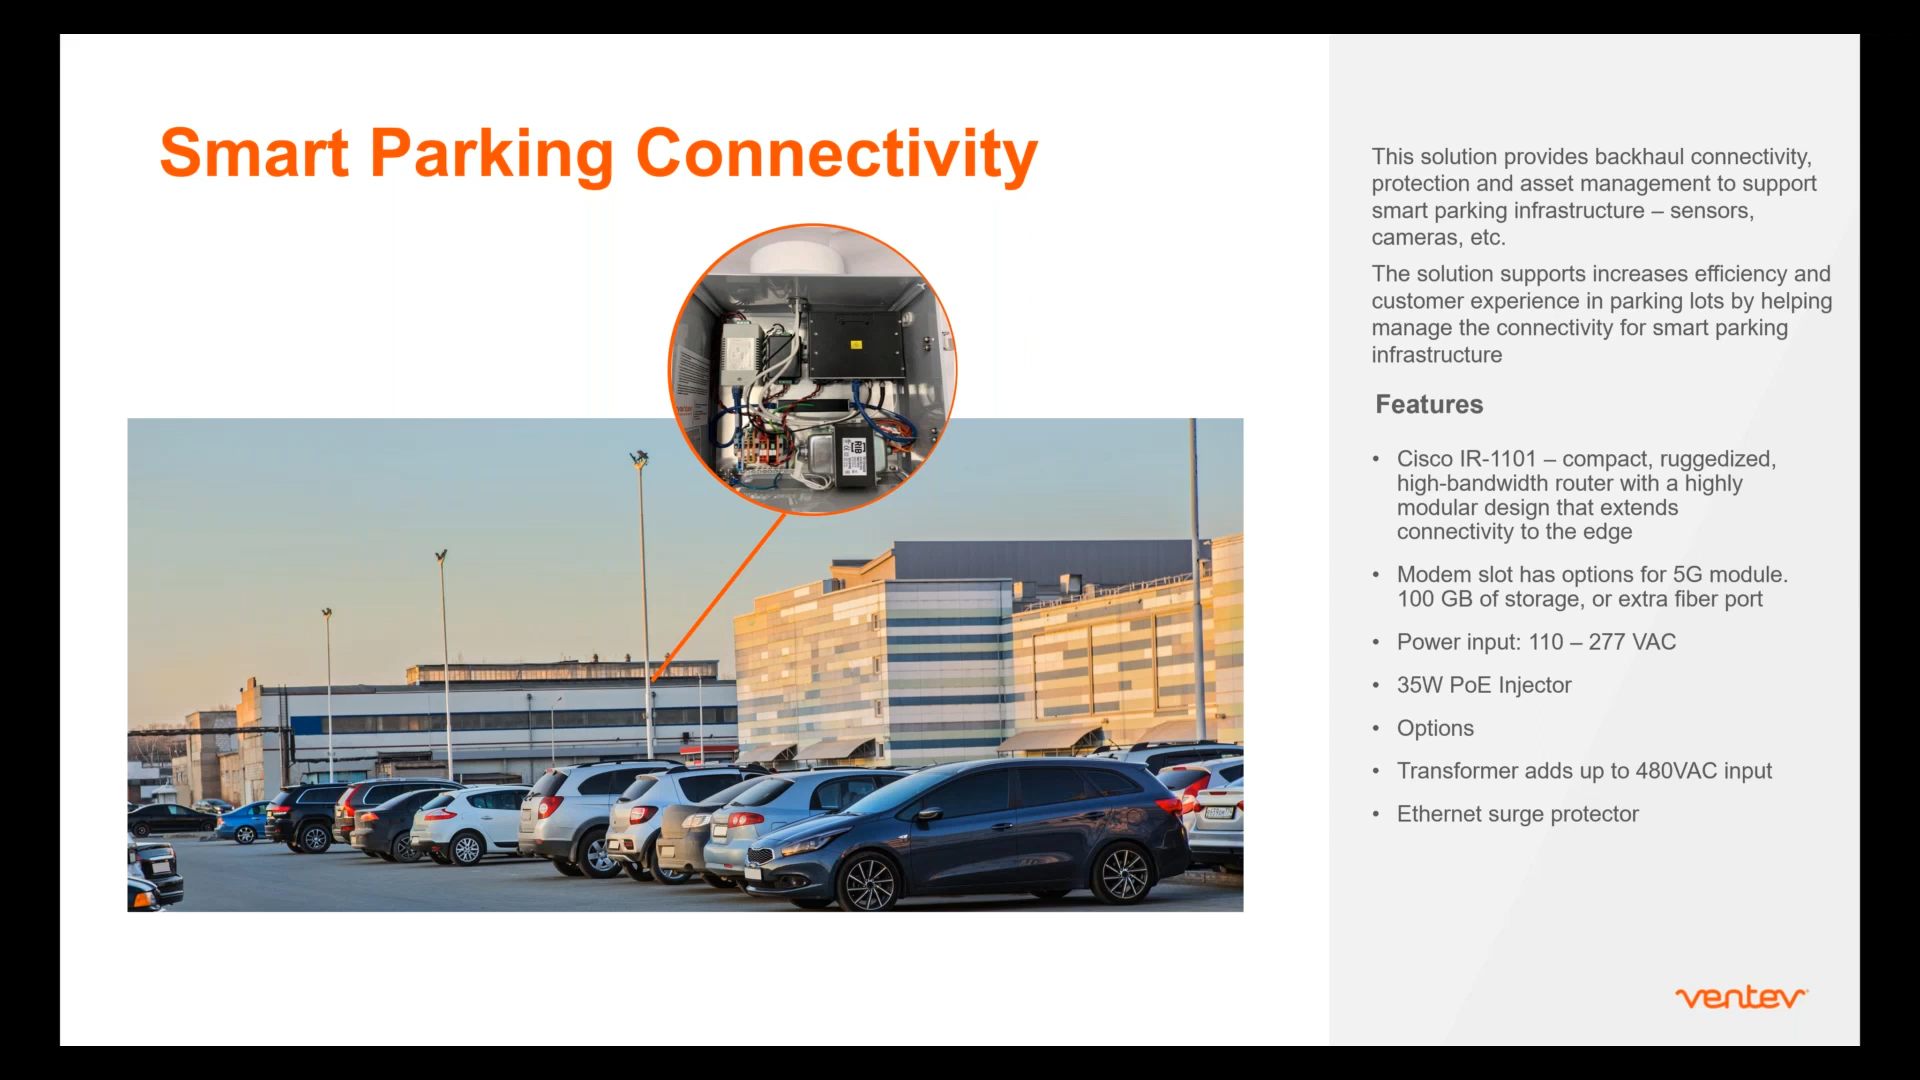 Smart Parking Connectivity
This solution provides backhaul connectivity,
protection and asset management to support
smart parking infrastructure – sensors,
cameras, etc.
The solution supports increases efficiency and
customer experience in parking lots by helping
manage the connectivity for smart parking
infrastructure
Features
• Cisco IR-1101 – compact, ruggedized,
high-bandwidth router with a highly
modular design that extends
connectivity to the edge
• Modem slot has options for 5G module.
100 GB of storage, or extra fiber port
• Power input: 110 – 277 VAC
• 35W PoE Injector
• Options
• Transformer adds up to 480VAC input
• Ethernet surge protector
ventev
RIB